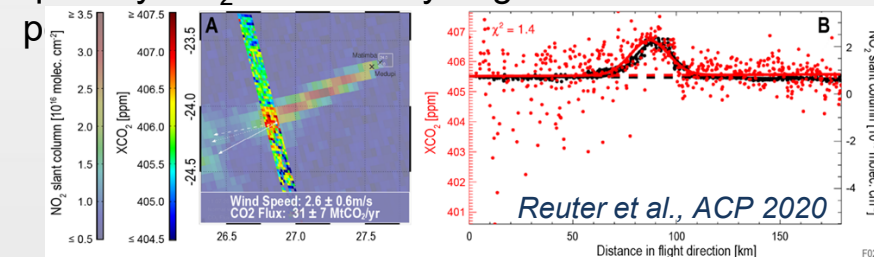 p
NO₂ slant column [10¹⁶ molec. cm⁻²]
≥ 3.5
3.0
2.5
2.0
1.5
1.0
≤ 0.5
XCO₂ [ppm]
≥ 407.5
407.0
406.5
406.0
405.5
405.0
≤ 404.5
A
-23.5
-24.0
-24.5
Matimba
Madupi
Wind Speed: 2.6 ± 0.6m/s
CO2 Flux: 31 ± 7 MtCO₂/yr
26.5 27.0 27.5
XCO₂ [ppm]
407
406
405
404
403
402
401
χ² = 1.4
B
2
0
-2
-4
Reuter et al., ACP 2020
0 50 100 150
Distance in flight direction [km]